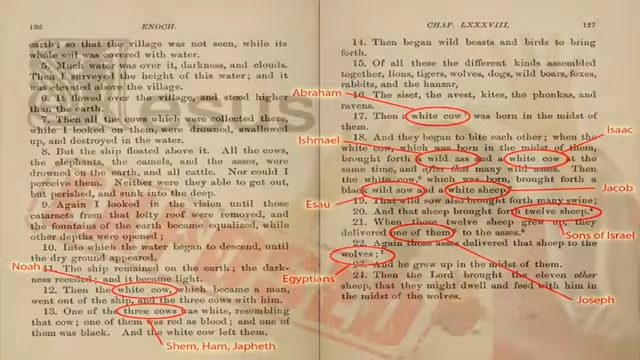 126 ENOCH.
earth; so that the village was not seen, while its
whole soil was covered with water.
5. Much water was over it, darkness, and clouds.
Then I surveyed the height of this water; and it
was elevated above the village.
6. It flowed over the village, and stood higher
than the earth.
7. Then all the cows which were collected there,
while I looked on them, were drowned, swallowed
up, and destroyed in the water.
8. But the ship floated above it. All the cows,
the elephants, the camels, and the asses, were
drowned on the earth, and all cattle. Nor could I
perceive them. Neither were they able to get out,
but perished, and sunk into the deep.
9. Again I looked in the vision until those
cataracts from that lofty roof were removed, and
the fountains of the earth became equalized, while
other depths were opened;
10. Into which the water began to descend, until
the dry ground appeared.
Noah
11. The ship remained on the earth; the dark-
ness receded; and it became light.
12. Then the white cow, which became a man,
went out of the ship, and the three cows with him.
13. One of the three cows was white, resembling
that cow; one of them was red as blood; and one of
them was black. And the white cow left them.
Shem, Ham, Japheth
CHAP. LXXXVIII. 127
14. Then began wild beasts and birds to bring
forth.
15. Of all these the different kinds assembled
together, lions, tigers, wolves, dogs, wild boars, foxes,
rabbits, and the hanzar,
Abraham
16. The siset, the avest, kites, the phonkas, and
ravens.
17. Then a white cow was born in the midst of
them.
Isaac
Ishmael
18. And they began to bite each other; when the
white cow, which was born in the midst of them,
brought forth a wild ass and a white cow at the
same time, and after that many wild asses. Then
the white cow, which was born, brought forth a
black wild sow and a white sheep.
Jacob
Esau
19. That wild sow also brought forth many swine;
20. And that sheep brought forth twelve sheep.
21. When those twelve sheep grew up, they
delivered one of them to the asses.
Sons of Israel
22. Again those asses delivered that sheep to the
wolves;
23. And he grew up in the midst of them.
Egyptians
24. Then the Lord brought the eleven other
sheep, that they might dwell and feed with him in
the midst of the wolves.
Joseph